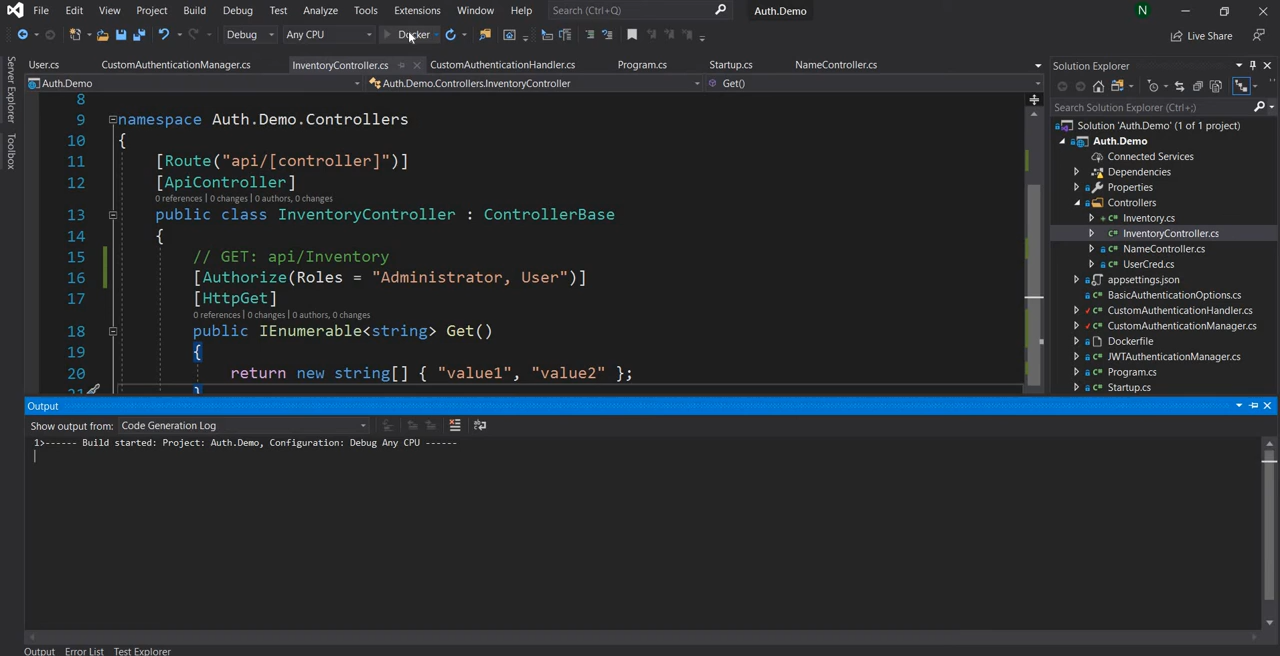 File Edit View Project Build Debug Test Analyze Tools Extensions Window Help Search (Ctrl+Q) Auth.Demo N
Debug Any CPU Docker Live Share
User.cs CustomAuthenticationManager.cs InventoryController.cs CustomAuthenticationHandler.cs Program.cs Startup.cs NameController.cs
Auth.Demo Auth.Demo.Controllers.InventoryController Get()
Server Explorer
Toolbox
8
9 namespace Auth.Demo.Controllers
10 {
11 [Route("api/[controller]")]
12 [ApiController]
0 references | 0 changes | 0 authors, 0 changes
13 public class InventoryController : ControllerBase
14 {
15 // GET: api/Inventory
16 [Authorize(Roles = "Administrator, User")]
17 [HttpGet]
0 references | 0 changes | 0 authors, 0 changes
18 public IEnumerable<string> Get()
19 {
20 return new string[] { "value1", "value2" };
21 }
Solution Explorer
Search Solution Explorer (Ctrl+;)
Solution 'Auth.Demo' (1 of 1 project)
Auth.Demo
Connected Services
Dependencies
Properties
Controllers
Inventory.cs
InventoryController.cs
NameController.cs
UserCred.cs
appsettings.json
BasicAuthenticationOptions.cs
CustomAuthenticationHandler.cs
CustomAuthenticationManager.cs
Dockerfile
JWTAuthenticationManager.cs
Program.cs
Startup.cs
Output
Show output from: Code Generation Log
1>------ Build started: Project: Auth.Demo, Configuration: Debug Any CPU ------
Output Error List Test Explorer